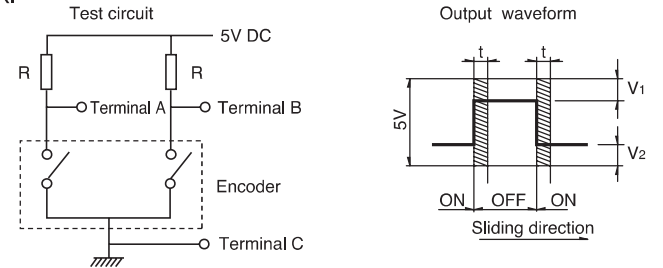 Test circuit
5V DC
R
R
Terminal A
Terminal B
Encoder
Terminal C
Output waveform
t
t
5V
V1
V2
ON
OFF
ON
Sliding direction